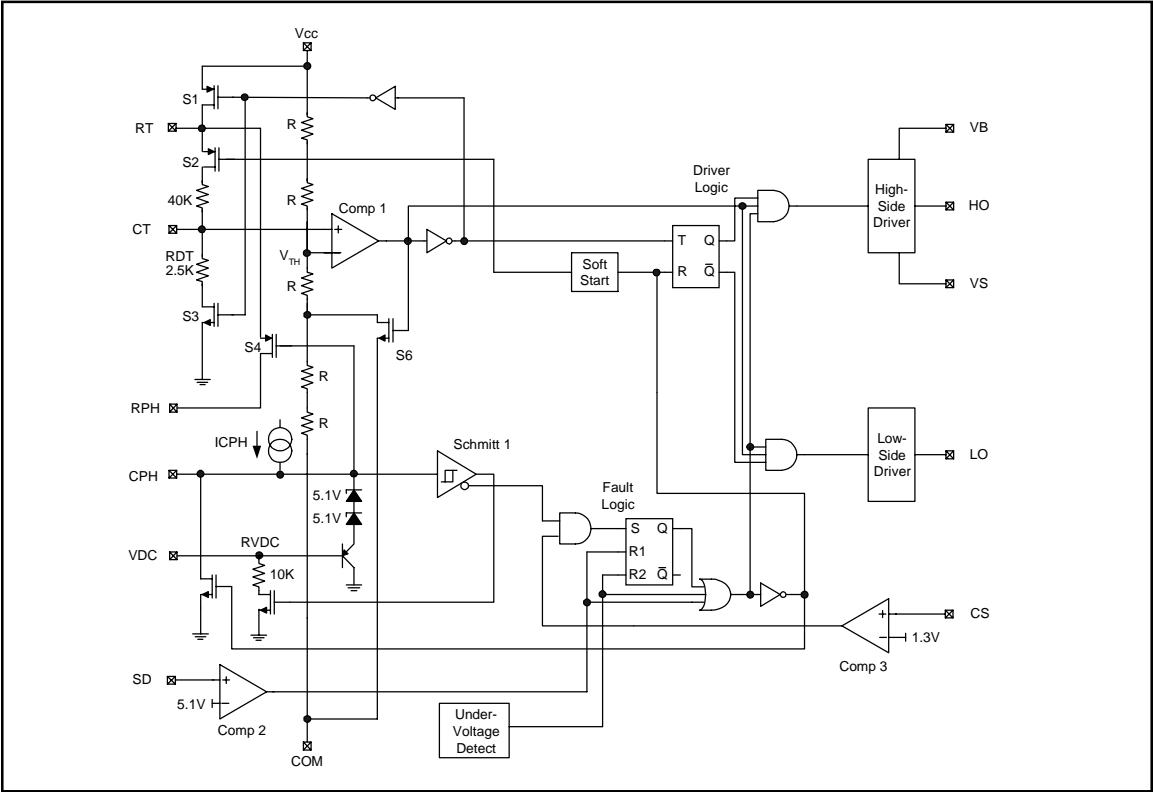 Vcc
S1
RT
R
S2
40K
R
Comp 1
+
−
CT
V_TH
RDT
2.5K
R
S3
S4
S6
R
RPH
R
ICPH
CPH
Schmitt 1
5.1V
5.1V
VDC
RVDC
10K
SD
+
−
5.1V
Comp 2
COM
Under-
Voltage
Detect
Soft
Start
Driver
Logic
T Q
R Q̅
Fault
Logic
S Q
R1
R2 Q̅
High-
Side
Driver
VB
HO
VS
Low-
Side
Driver
LO
+
−
CS
1.3V
Comp 3